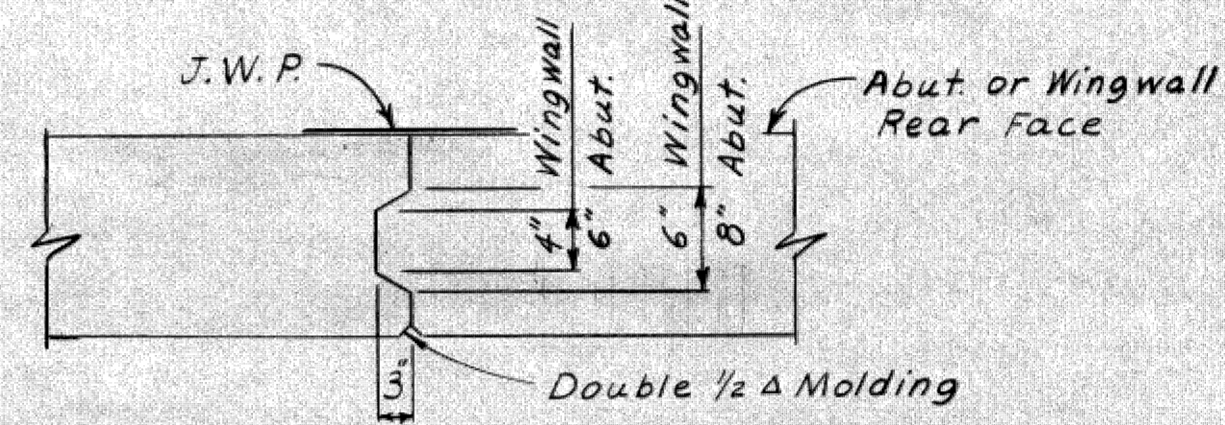 J. W. P.
Wingwall
Abut.
Wingwall
Abut.
Abut. or Wingwall
Rear Face
4"
6"
6"
8"
3"
Double 1/2 Δ Molding